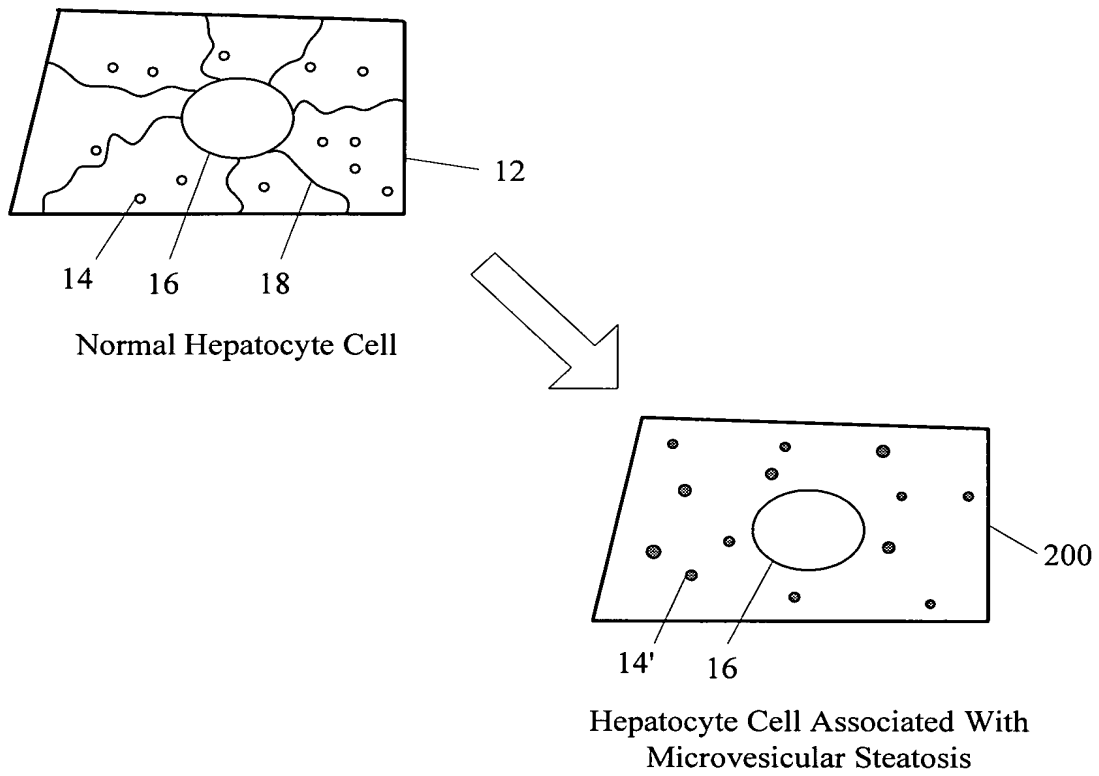 12
14
16
18
Normal Hepatocyte Cell
200
14'
16
Hepatocyte Cell Associated With
Microvesicular Steatosis